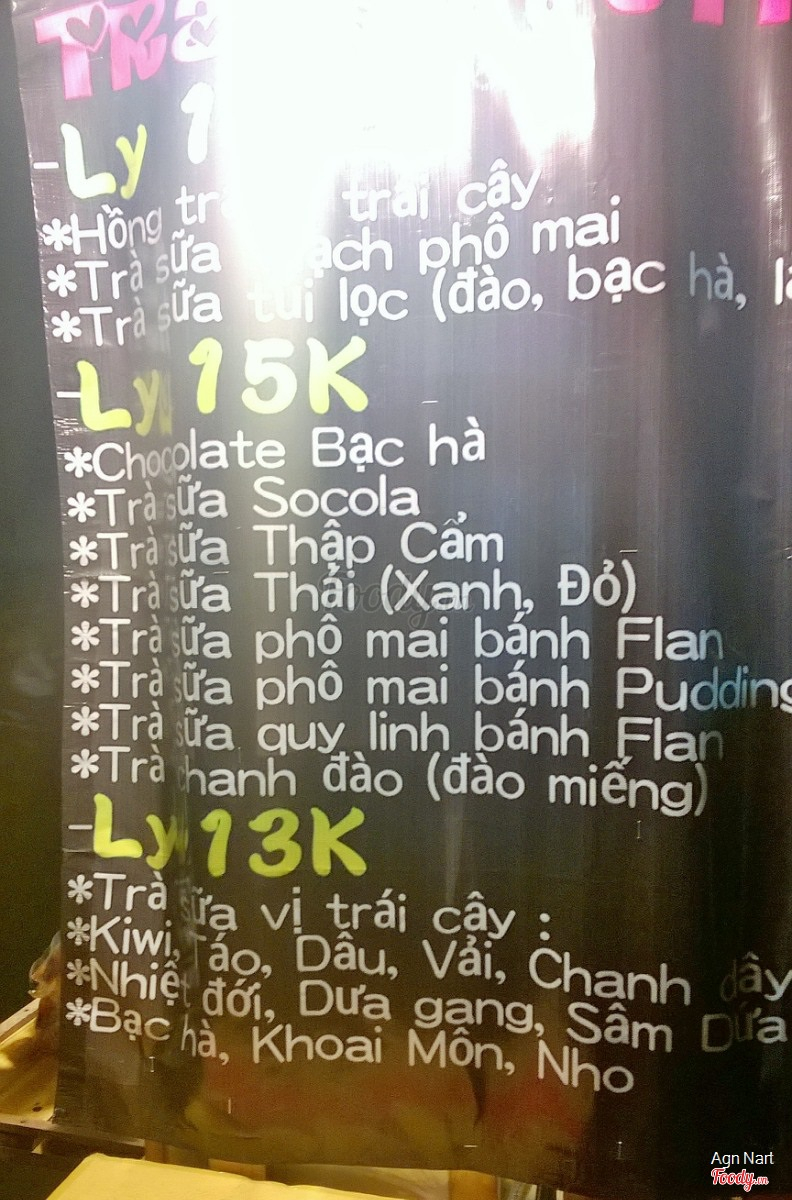 -Ly
*Hồng trái cây
*Trà sữa phô mai
*Trà sữa túi lọc (đào, bạc hà,
-Ly 15K
*Chocolate Bạc hà
*Trà sữa Socola
*Trà sữa Thập Cẩm
*Trà sữa Thái (Xanh, Đỏ)
*Trà sữa phô mai bánh Flan
*Trà sữa phô mai bánh Pudding
*Trà sữa quy linh bánh Flan
*Trà chanh đào (đào miếng)
-Ly 13K
*Trà sữa vị trái cây :
*Kiwi, Táo, Dâu, Vải, Chanh dây
*Nhiệt đới, Dưa gang, Sâm Dứa
*Bạc hà, Khoai Môn, Nho
Agn Nart
Foody.vn